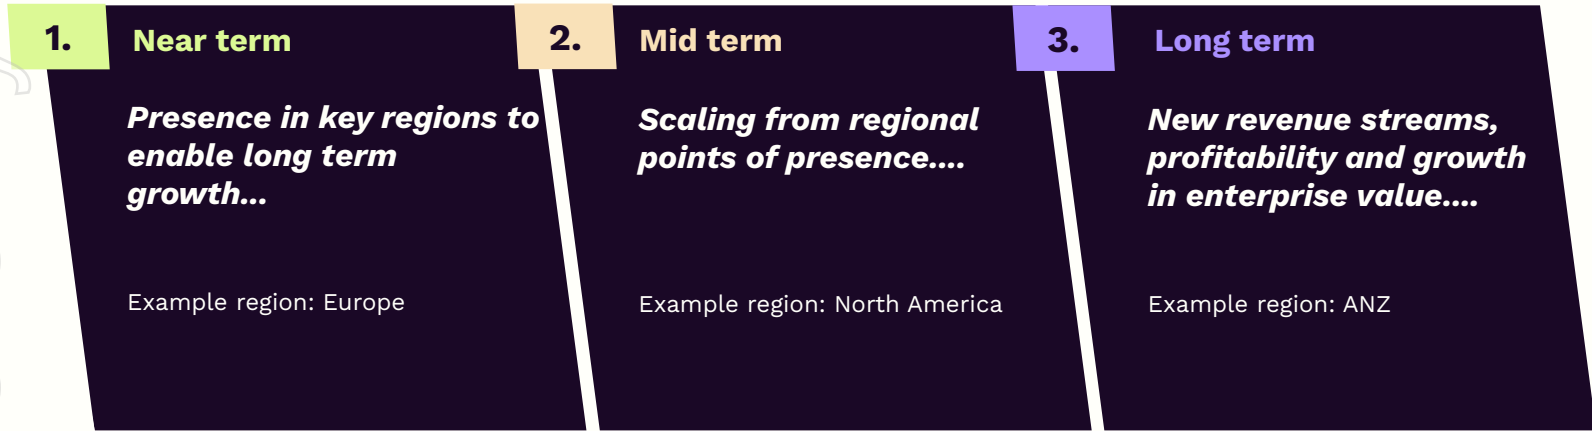 1.
Near term
Presence in key regions to
enable long term
growth...
Example region: Europe
2.
Mid term
Scaling from regional
points of presence....
Example region: North America
3.
Long term
New revenue streams,
profitability and growth
in enterprise value....
Example region: ANZ